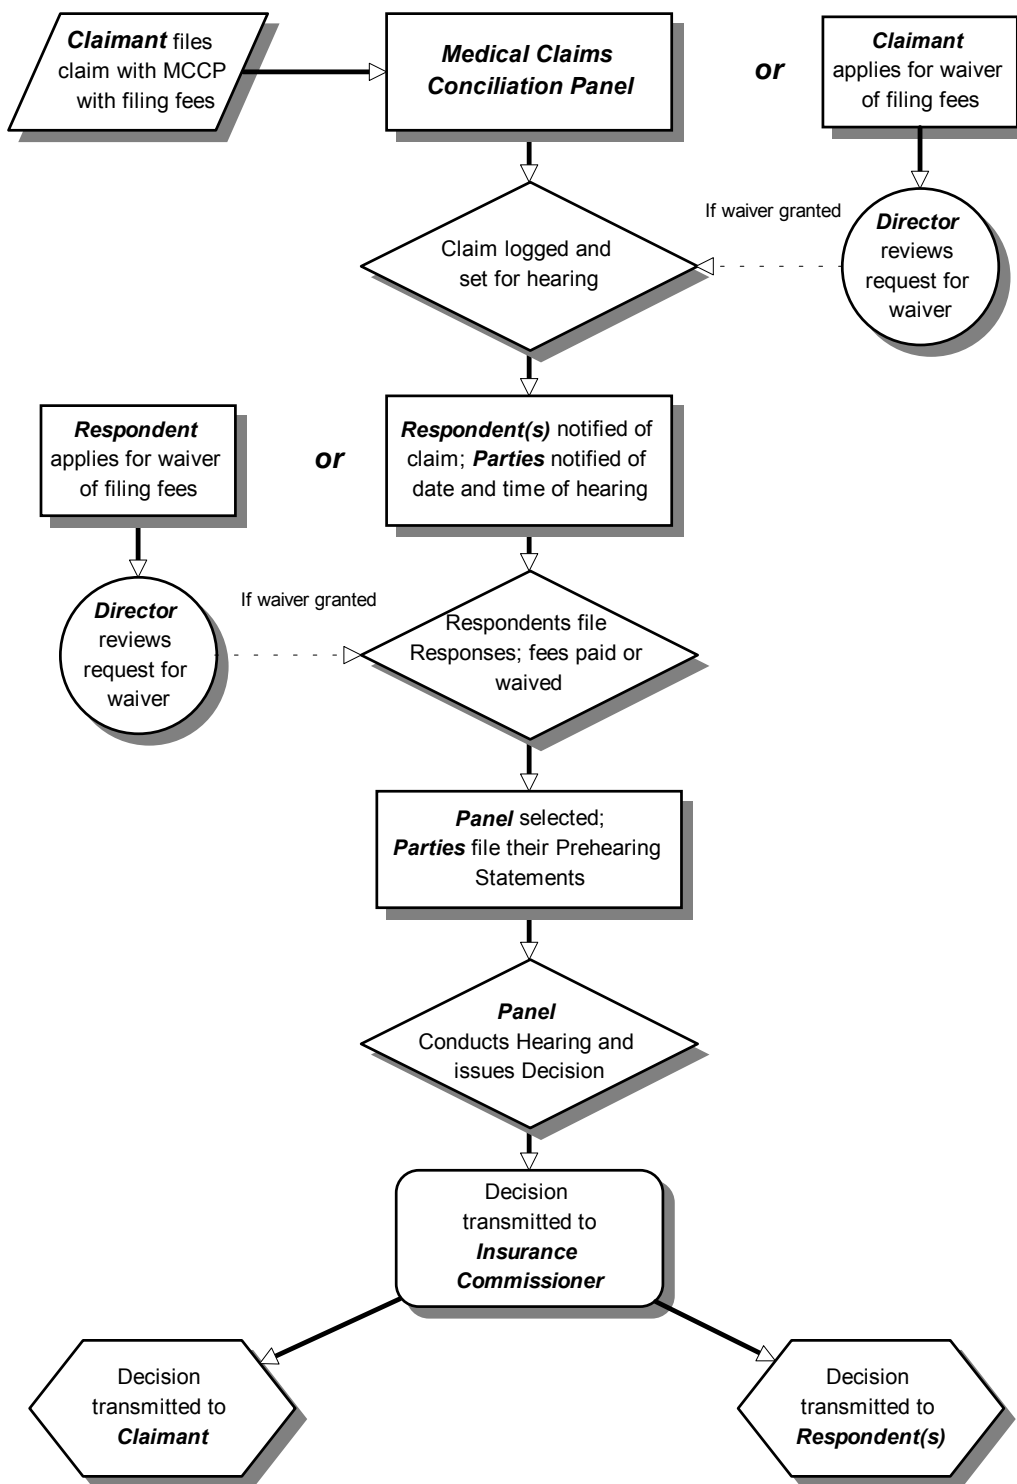 Claimant files
claim with MCCP
with filing fees
Medical Claims
Conciliation Panel
or
Claimant
applies for waiver
of filing fees
If waiver granted
Director
reviews
request for
waiver
Claim logged and
set for hearing
Respondent
applies for waiver
of filing fees
or
Respondent(s) notified of
claim; Parties notified of
date and time of hearing
Director
reviews
request for
waiver
If waiver granted
Respondents file
Responses; fees paid or
waived
Panel selected;
Parties file their Prehearing
Statements
Panel
Conducts Hearing and
issues Decision
Decision
transmitted to
Insurance
Commissioner
Decision
transmitted to
Claimant
Decision
transmitted to
Respondent(s)